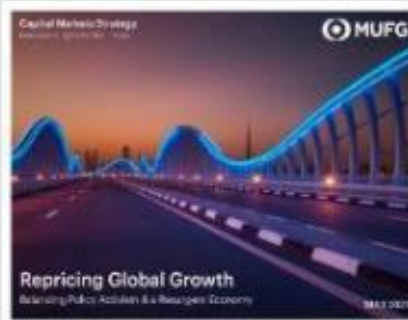 Capital Markets Strategy
MUFG
Repricing Global Growth
Balancing Policy Activism & a Resurgent Economy